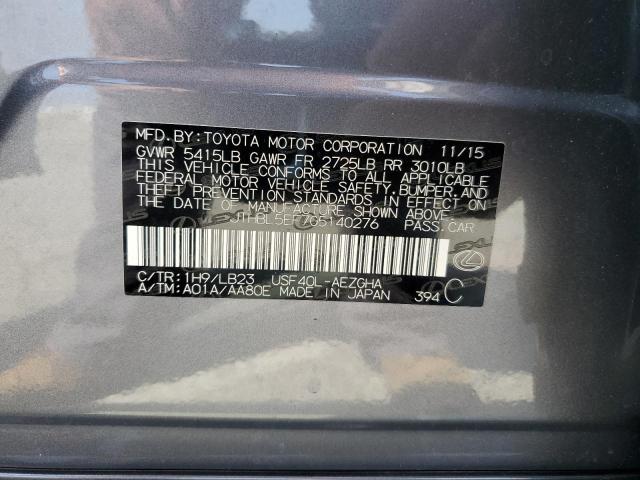 MFD. BY: TOYOTA MOTOR CORPORATION 11/15
GVWR 5415LB GAWR FR 2725LB RR 3010LB
THIS VEHICLE CONFORMS TO ALL APPLICABLE
FEDERAL MOTOR VEHICLE SAFETY, BUMPER, AND
THEFT PREVENTION STANDARDS IN EFFECT ON
THE DATE OF MANUFACTURE SHOWN ABOVE.
JTHBL5EF7G5140276 PASS. CAR
C/TR: 1H9/LB23 USF40L-AEZGHA
A/TM: A01A/AA80E MADE IN JAPAN 394 C